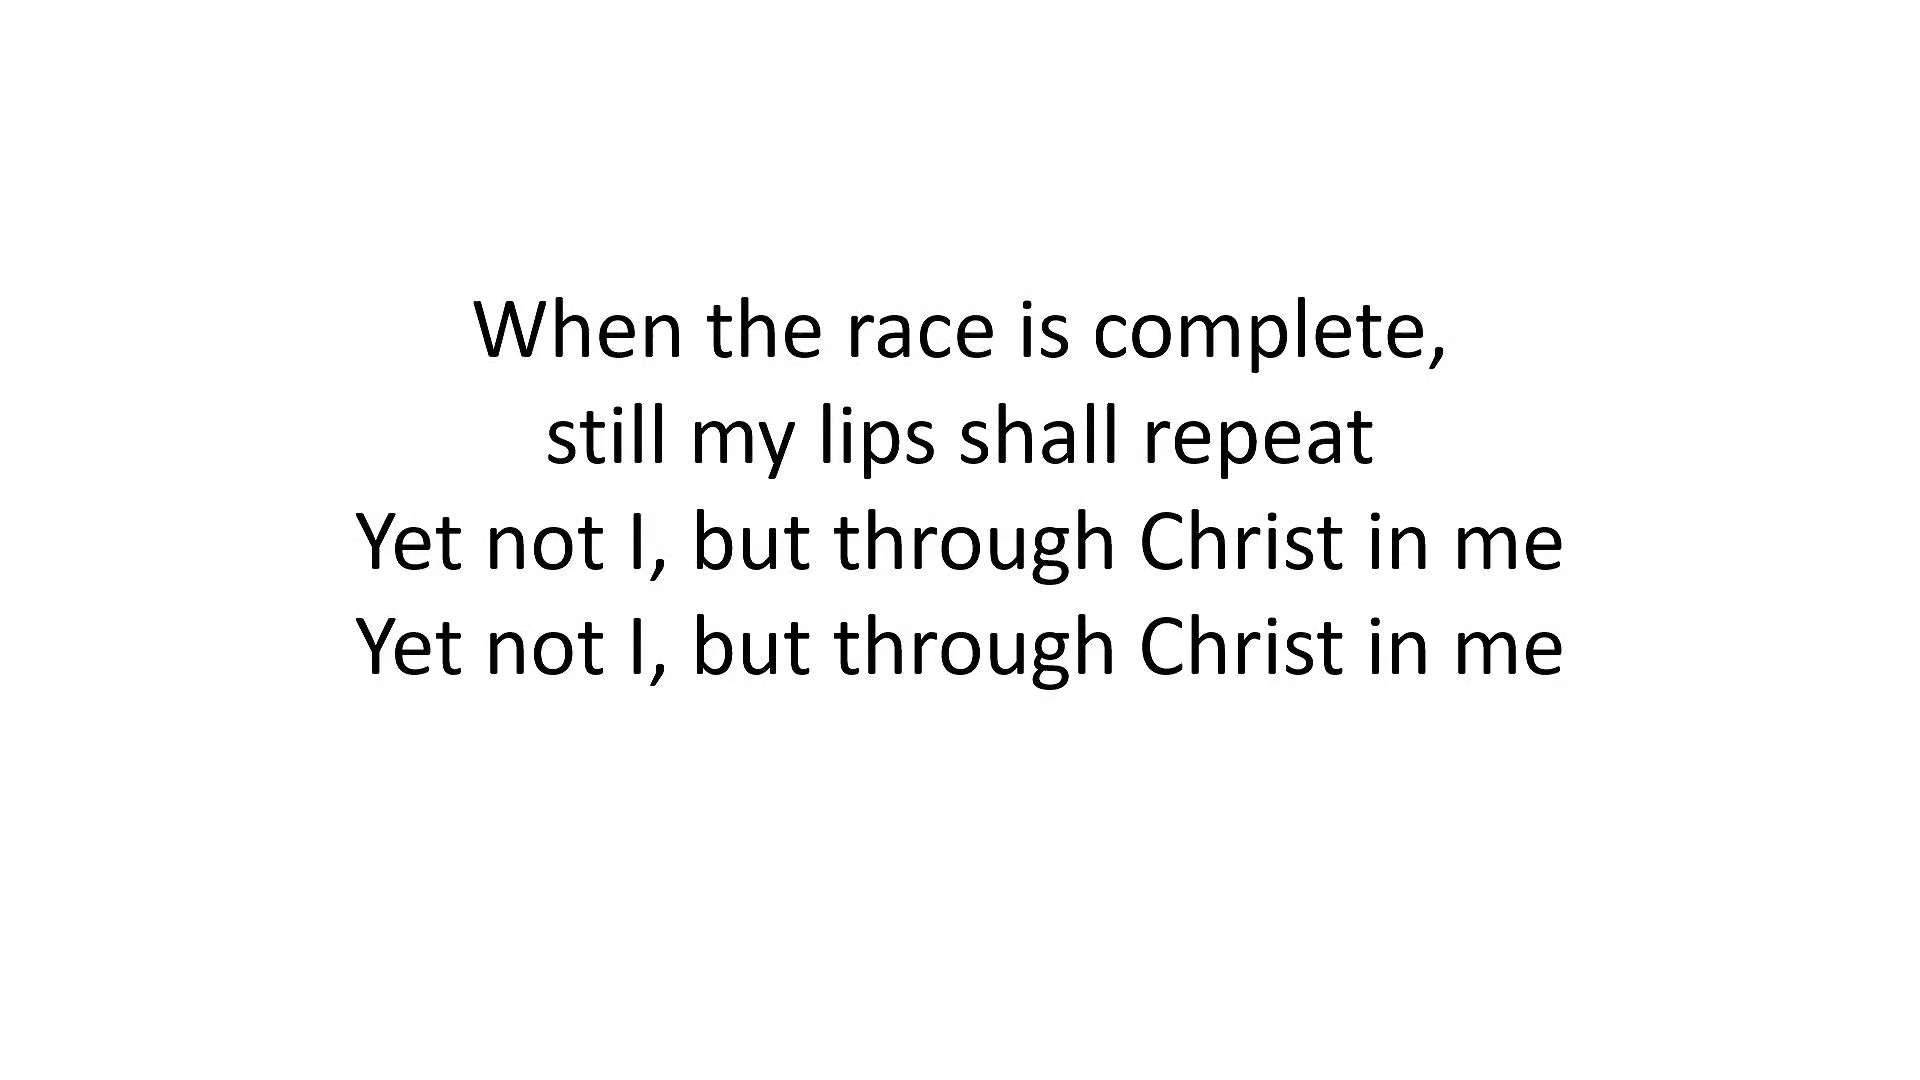 When the race is complete,
still my lips shall repeat
Yet not I, but through Christ in me
Yet not I, but through Christ in me